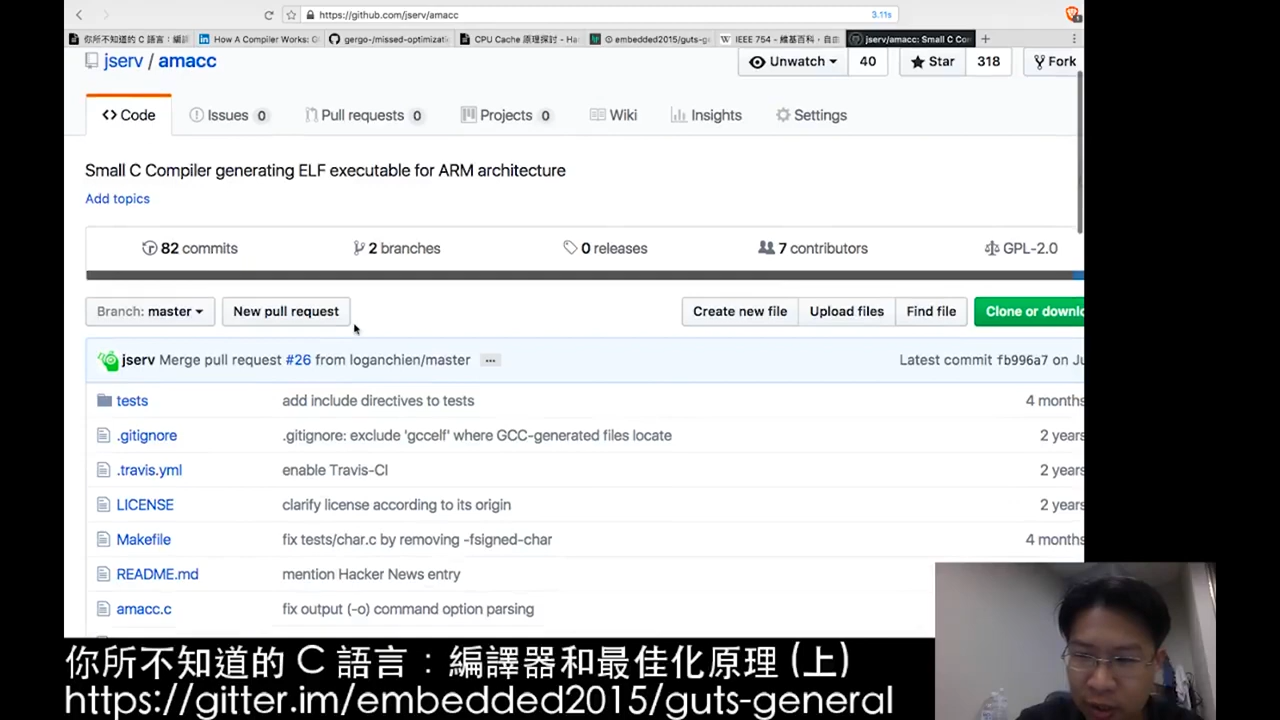 https://github.com/jserv/amacc
3.11s
你所不知道的 C 語言：編譯
How A Compiler Works: G
gergo-/missed-optimizati
CPU Cache 原理探討 - Ha
embedded2015/guts-ge
IEEE 754 – 維基百科，自由
jserv/amacc: Small C Con
jserv / amacc
Unwatch 40
Star 318
Fork
Code
Issues 0
Pull requests 0
Projects 0
Wiki
Insights
Settings
Small C Compiler generating ELF executable for ARM architecture
Add topics
82 commits
2 branches
0 releases
7 contributors
GPL-2.0
Branch: master
New pull request
Create new file
Upload files
Find file
Clone or downlo
jserv Merge pull request #26 from loganchien/master
Latest commit fb996a7 on Ju
tests add include directives to tests 4 months
.gitignore .gitignore: exclude 'gccelf' where GCC-generated files locate 2 years
.travis.yml enable Travis-CI 2 years
LICENSE clarify license according to its origin 2 years
Makefile fix tests/char.c by removing -fsigned-char 4 months
README.md mention Hacker News entry
amacc.c fix output (-o) command option parsing
你所不知道的 C 語言：編譯器和最佳化原理 (上)
https://gitter.im/embedded2015/guts-general